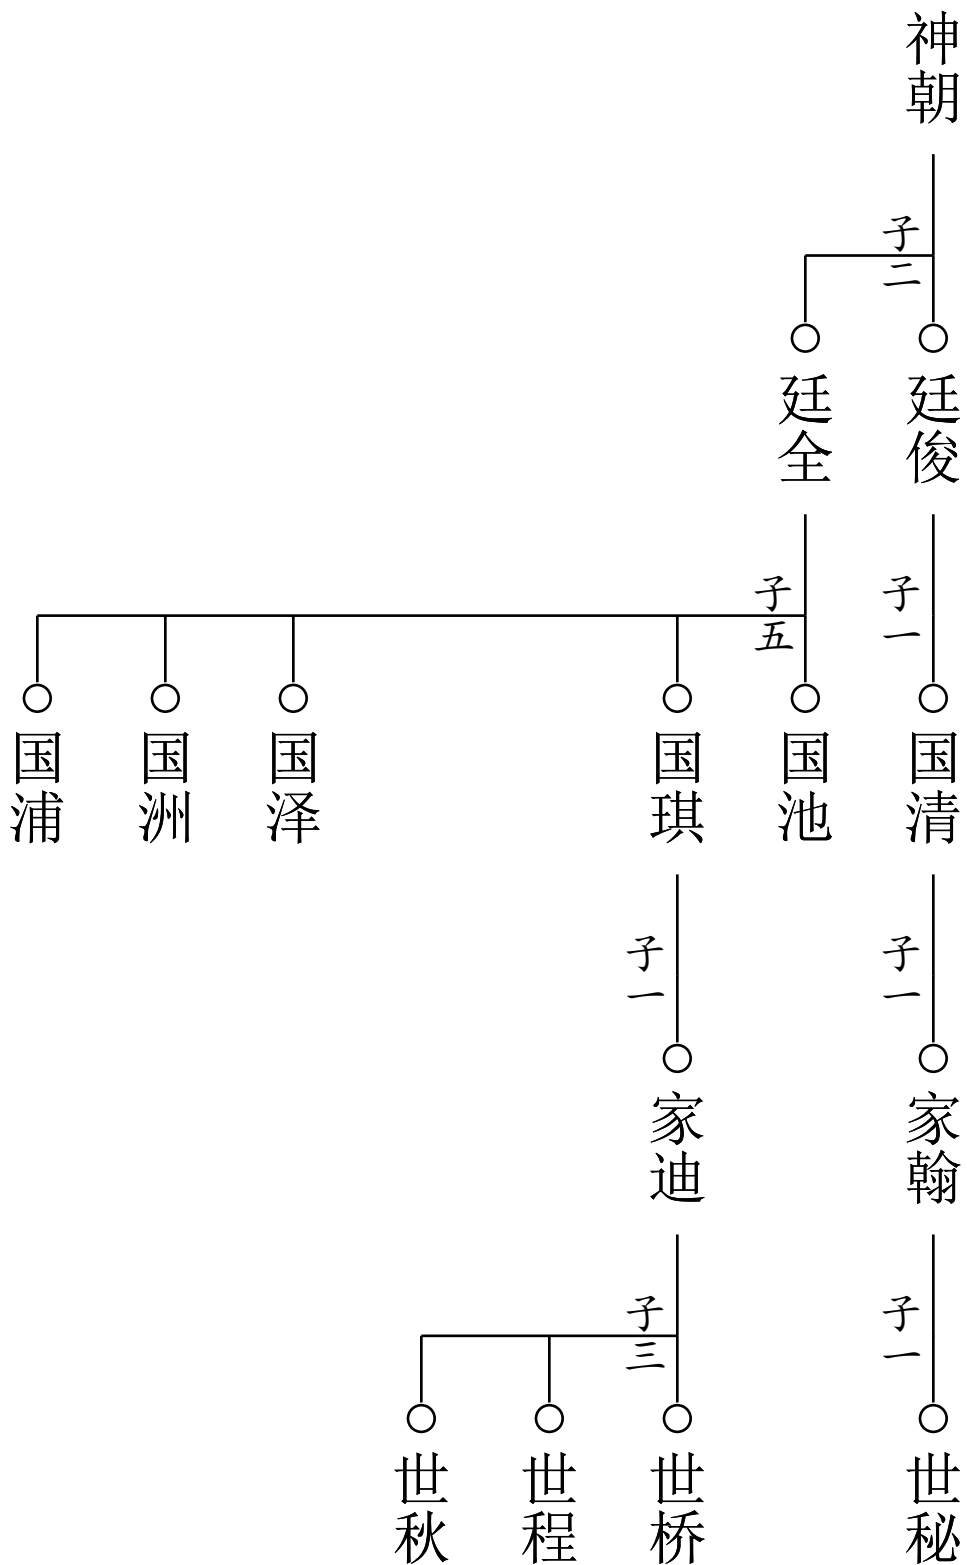 神朝
子二
廷俊
廷全
子一
子五
国清
国池
国琪
国泽
国洲
国浦
子一
子一
家翰
家迪
子一
子三
世秘
世桥
世程
世秋